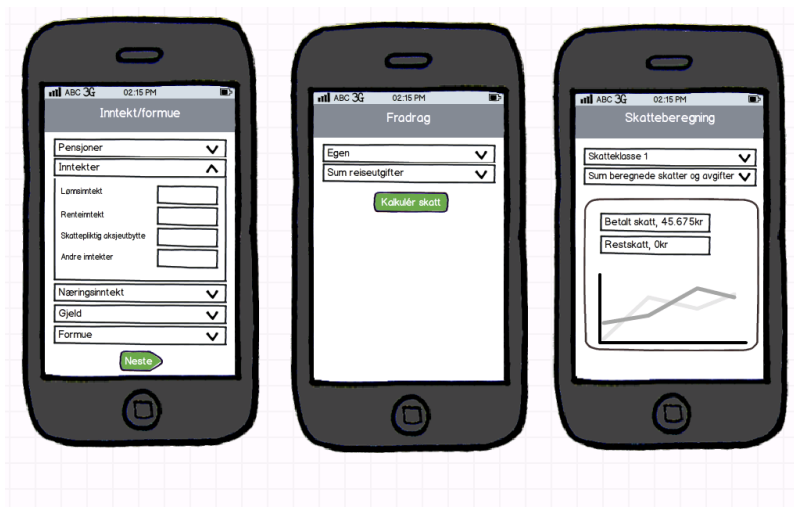 ABC 3G 02:15 PM
Inntekt/formue
Pensjoner
Inntekter
Lønsinntekt
Renteinntekt
Skattepliktig aksjeutbytte
Andre inntekter
Næringsinntekt
Gjeld
Formue
Neste
ABC 3G 02:15 PM
Fradrag
Egen
Sum reiseutgifter
Kalkulér skatt
ABC 3G 02:15 PM
Skatteberegning
Skatteklasse 1
Sum beregnede skatter og avgifter
Betalt skatt, 45.675kr
Restskatt, 0kr